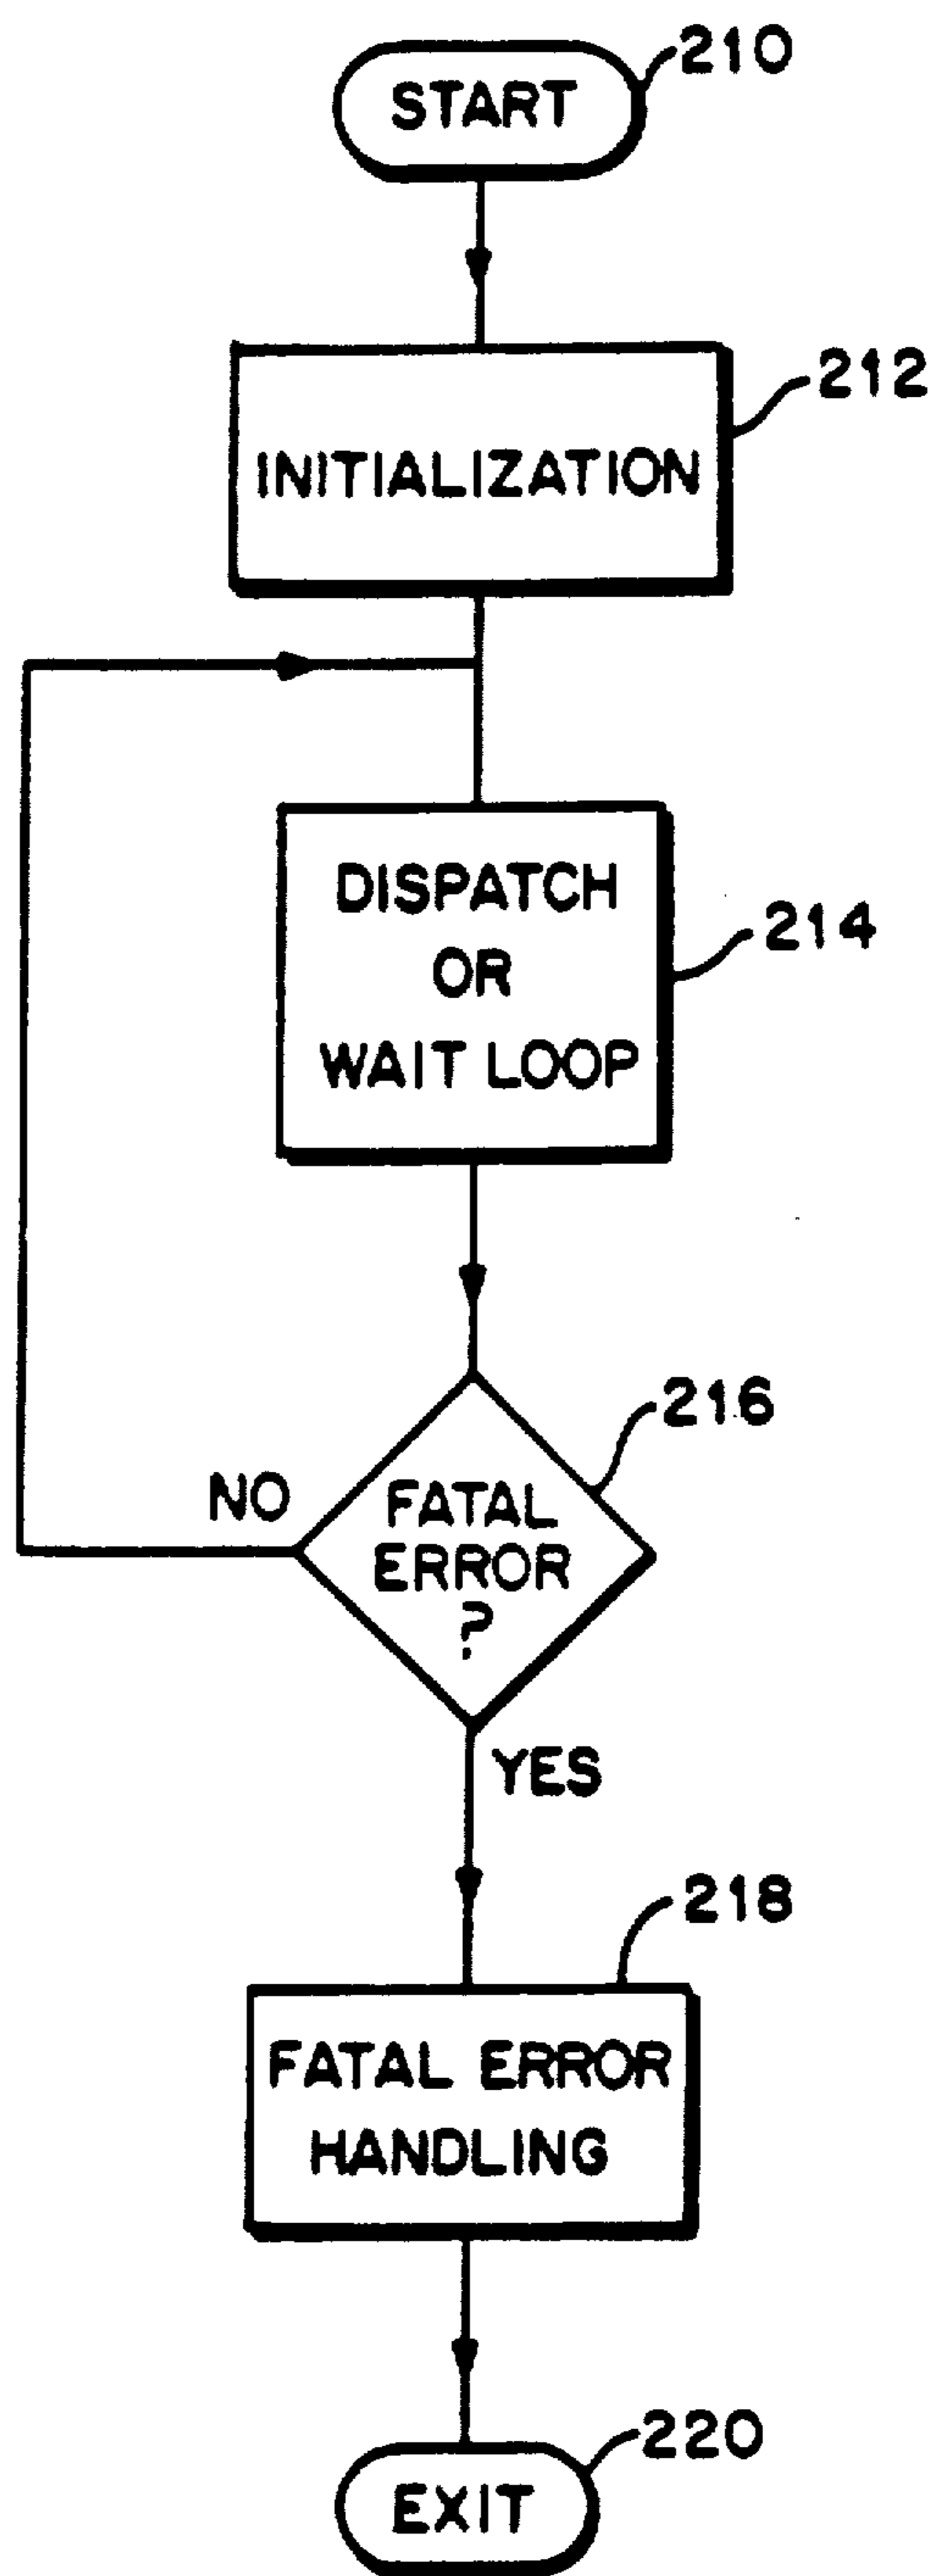 START
210
INITIALIZATION
212
DISPATCH
OR
WAIT LOOP
214
216
FATAL
ERROR
?
NO
YES
218
FATAL ERROR
HANDLING
220
EXIT